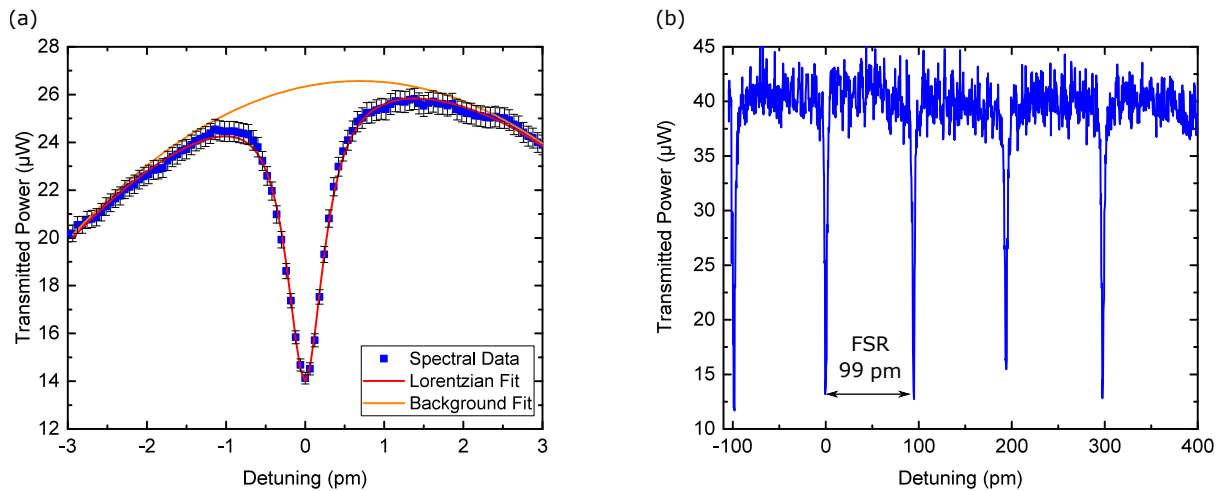 (a)
28
26
24
22
20
18
16
14
12
Transmitted Power (µW)
-3
-2
-1
0
1
2
3
Detuning (pm)
Spectral Data
Lorentzian Fit
Background Fit
(b)
45
40
35
30
25
20
15
10
Transmitted Power (µW)
-100
0
100
200
300
400
Detuning (pm)
FSR
99 pm